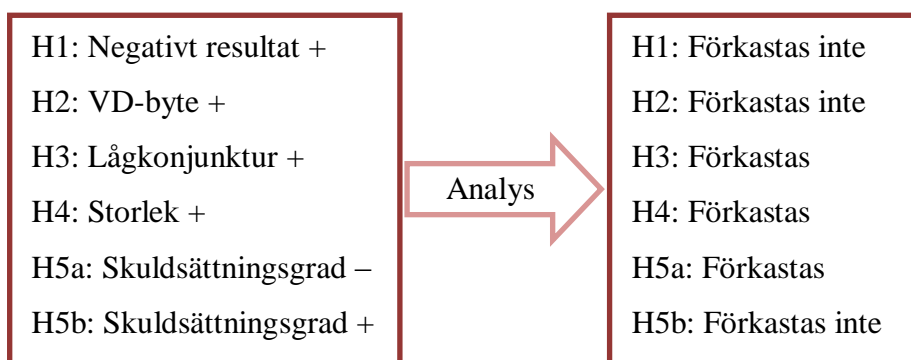 H1: Negativt resultat +
H2: VD-byte +
H3: Lågkonjunktur +
H4: Storlek +
H5a: Skuldsättningsgrad –
H5b: Skuldsättningsgrad +
Analys
H1: Förkastas inte
H2: Förkastas inte
H3: Förkastas
H4: Förkastas
H5a: Förkastas
H5b: Förkastas inte